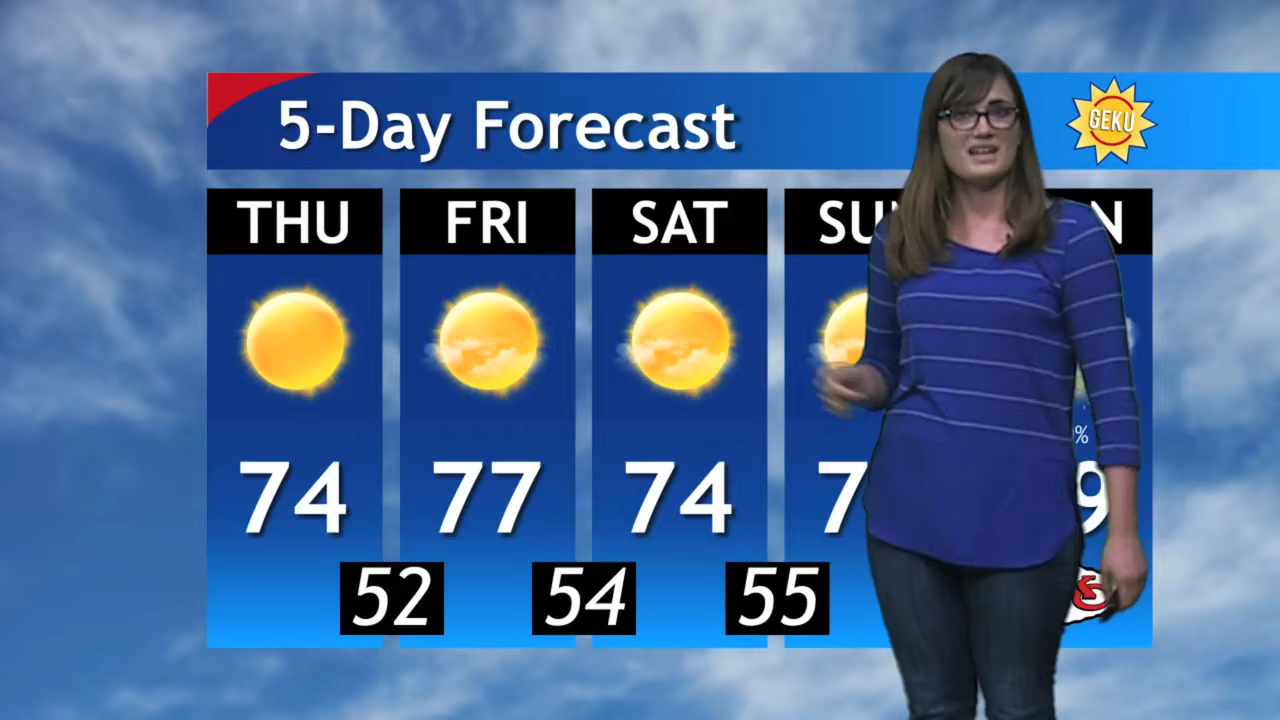 5-Day Forecast
GEKU
THU FRI SAT
74 77 74
52 54 55